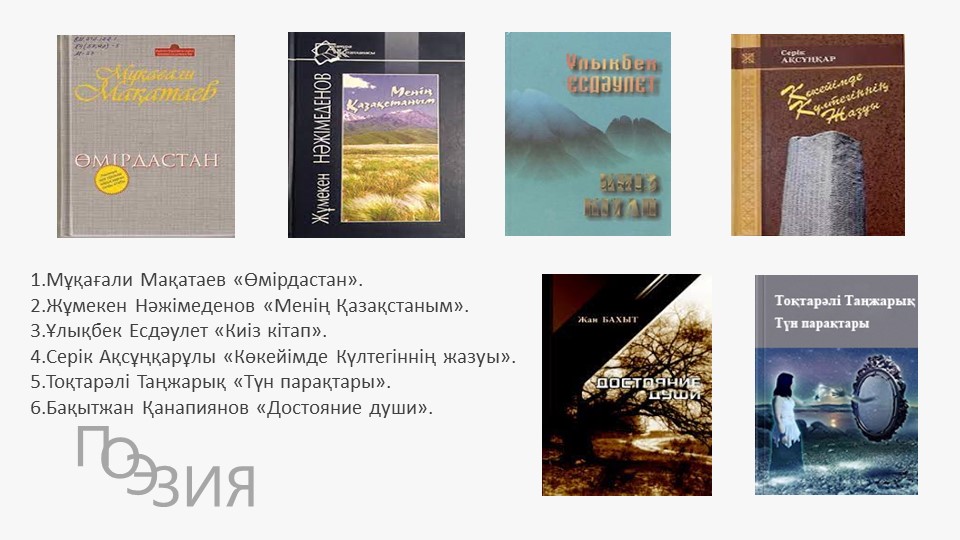 Мұқағали
Мақатаев
ӨМІРДАСТАН
Жұмекен НӘЖІМЕДЕНОВ
Менің
Қазақстаным
Ұлықбек
ЕСДӘУЛЕТ
Серік
АҚСҰҢҚАР
Көкейімде
Күлтегіннің
Жазуы
1.Мұқағали Мақатаев «Өмірдастан».
2.Жұмекен Нәжімеденов «Менің Қазақстаным».
3.Ұлықбек Есдәулет «Киіз кітап».
4.Серік Ақсұңқарұлы «Көкейімде Күлтегіннің жазуы».
5.Тоқтарәлі Таңжарық «Түн парақтары».
6.Бақытжан Қанапиянов «Достояние души».
Жан БАХЫТ
ДОСТОЯНИЕ
ДУШИ
Тоқтарәлі Таңжарық
Түн парақтары
ПОЭЗИЯ